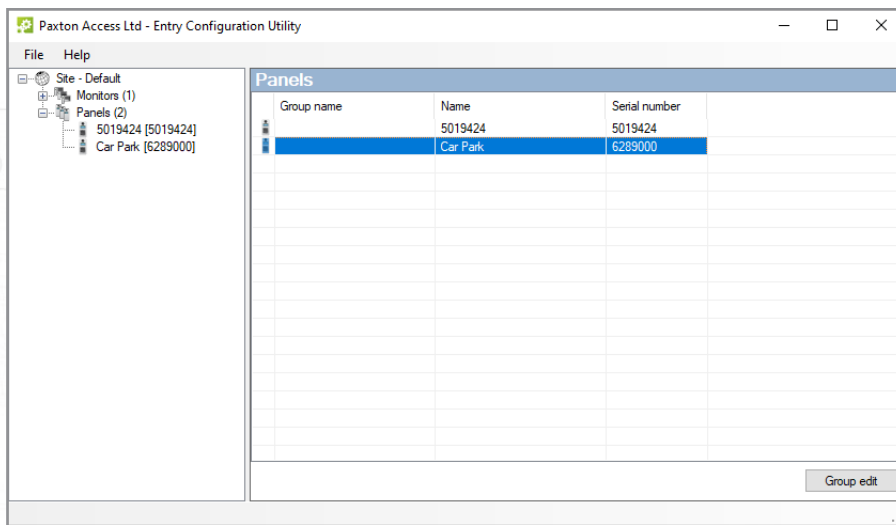 Paxton Access Ltd - Entry Configuration Utility
File Help
Site - Default
Monitors (1)
Panels (2)
5019424 [5019424]
Car Park [6289000]
Panels
Group name Name Serial number
5019424 5019424
Car Park 6289000
Group edit